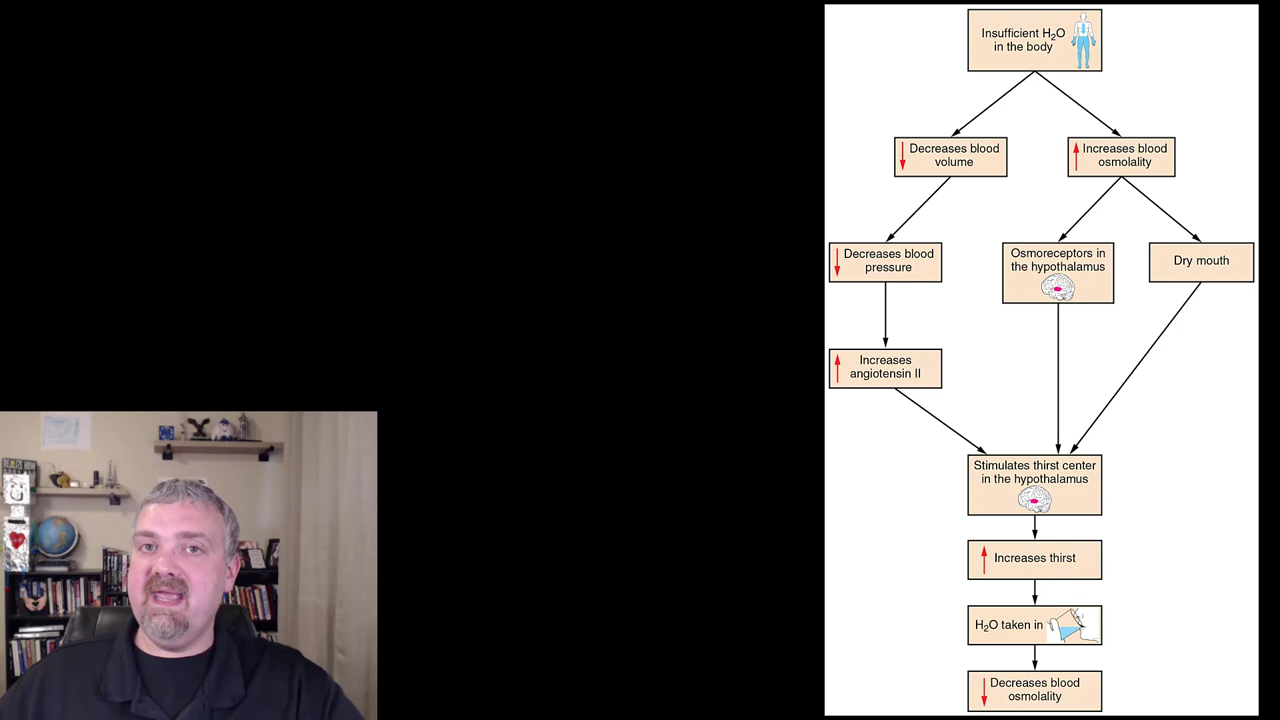 Insufficient H₂O
in the body
Decreases blood
volume
Increases blood
osmolality
Decreases blood
pressure
Osmoreceptors in
the hypothalamus
Dry mouth
Increases
angiotensin II
Stimulates thirst center
in the hypothalamus
Increases thirst
H₂O taken in
Decreases blood
osmolality